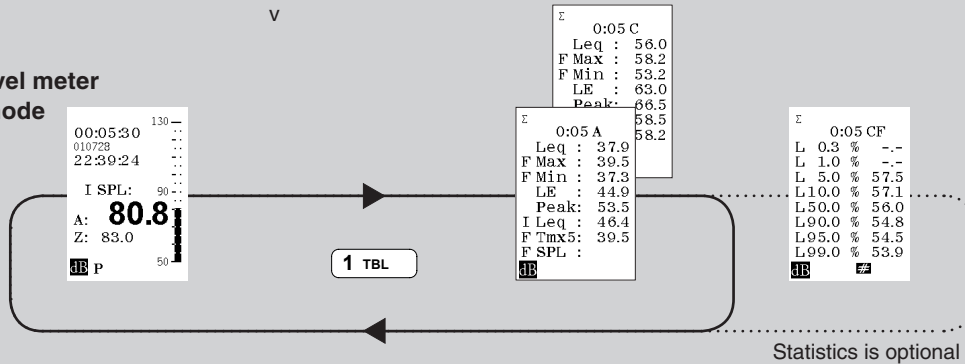 v
vel meter
ode
00:05:30
010728
22:39:24
I SPL:
A: 80.8
Z: 83.0
dB P
130
90
50
1 TBL
Σ
0:05 C
Leq : 56.0
F Max : 58.2
F Min : 53.2
LE : 63.0
Peak: 66.5
58.5
58.2
Σ
0:05 A
Leq : 37.9
F Max : 39.5
F Min : 37.3
LE : 44.9
Peak: 53.5
I Leq : 46.4
F Tmx5: 39.5
F SPL :
dB
Σ
0:05 CF
L 0.3 % -.-
L 1.0 % -.-
L 5.0 % 57.5
L10.0 % 57.1
L50.0 % 56.0
L90.0 % 54.8
L95.0 % 54.5
L99.0 % 53.9
dB #
Statistics is optional